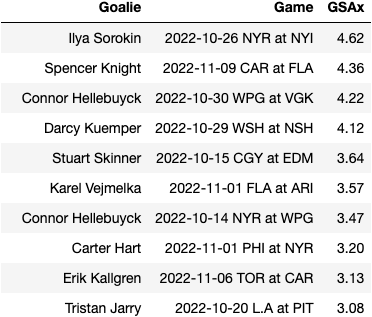 Goalie Game GSAx
Ilya Sorokin 2022-10-26 NYR at NYI 4.62
Spencer Knight 2022-11-09 CAR at FLA 4.36
Connor Hellebuyck 2022-10-30 WPG at VGK 4.22
Darcy Kuemper 2022-10-29 WSH at NSH 4.12
Stuart Skinner 2022-10-15 CGY at EDM 3.64
Karel Vejmelka 2022-11-01 FLA at ARI 3.57
Connor Hellebuyck 2022-10-14 NYR at WPG 3.47
Carter Hart 2022-11-01 PHI at NYR 3.20
Erik Kallgren 2022-11-06 TOR at CAR 3.13
Tristan Jarry 2022-10-20 L.A at PIT 3.08